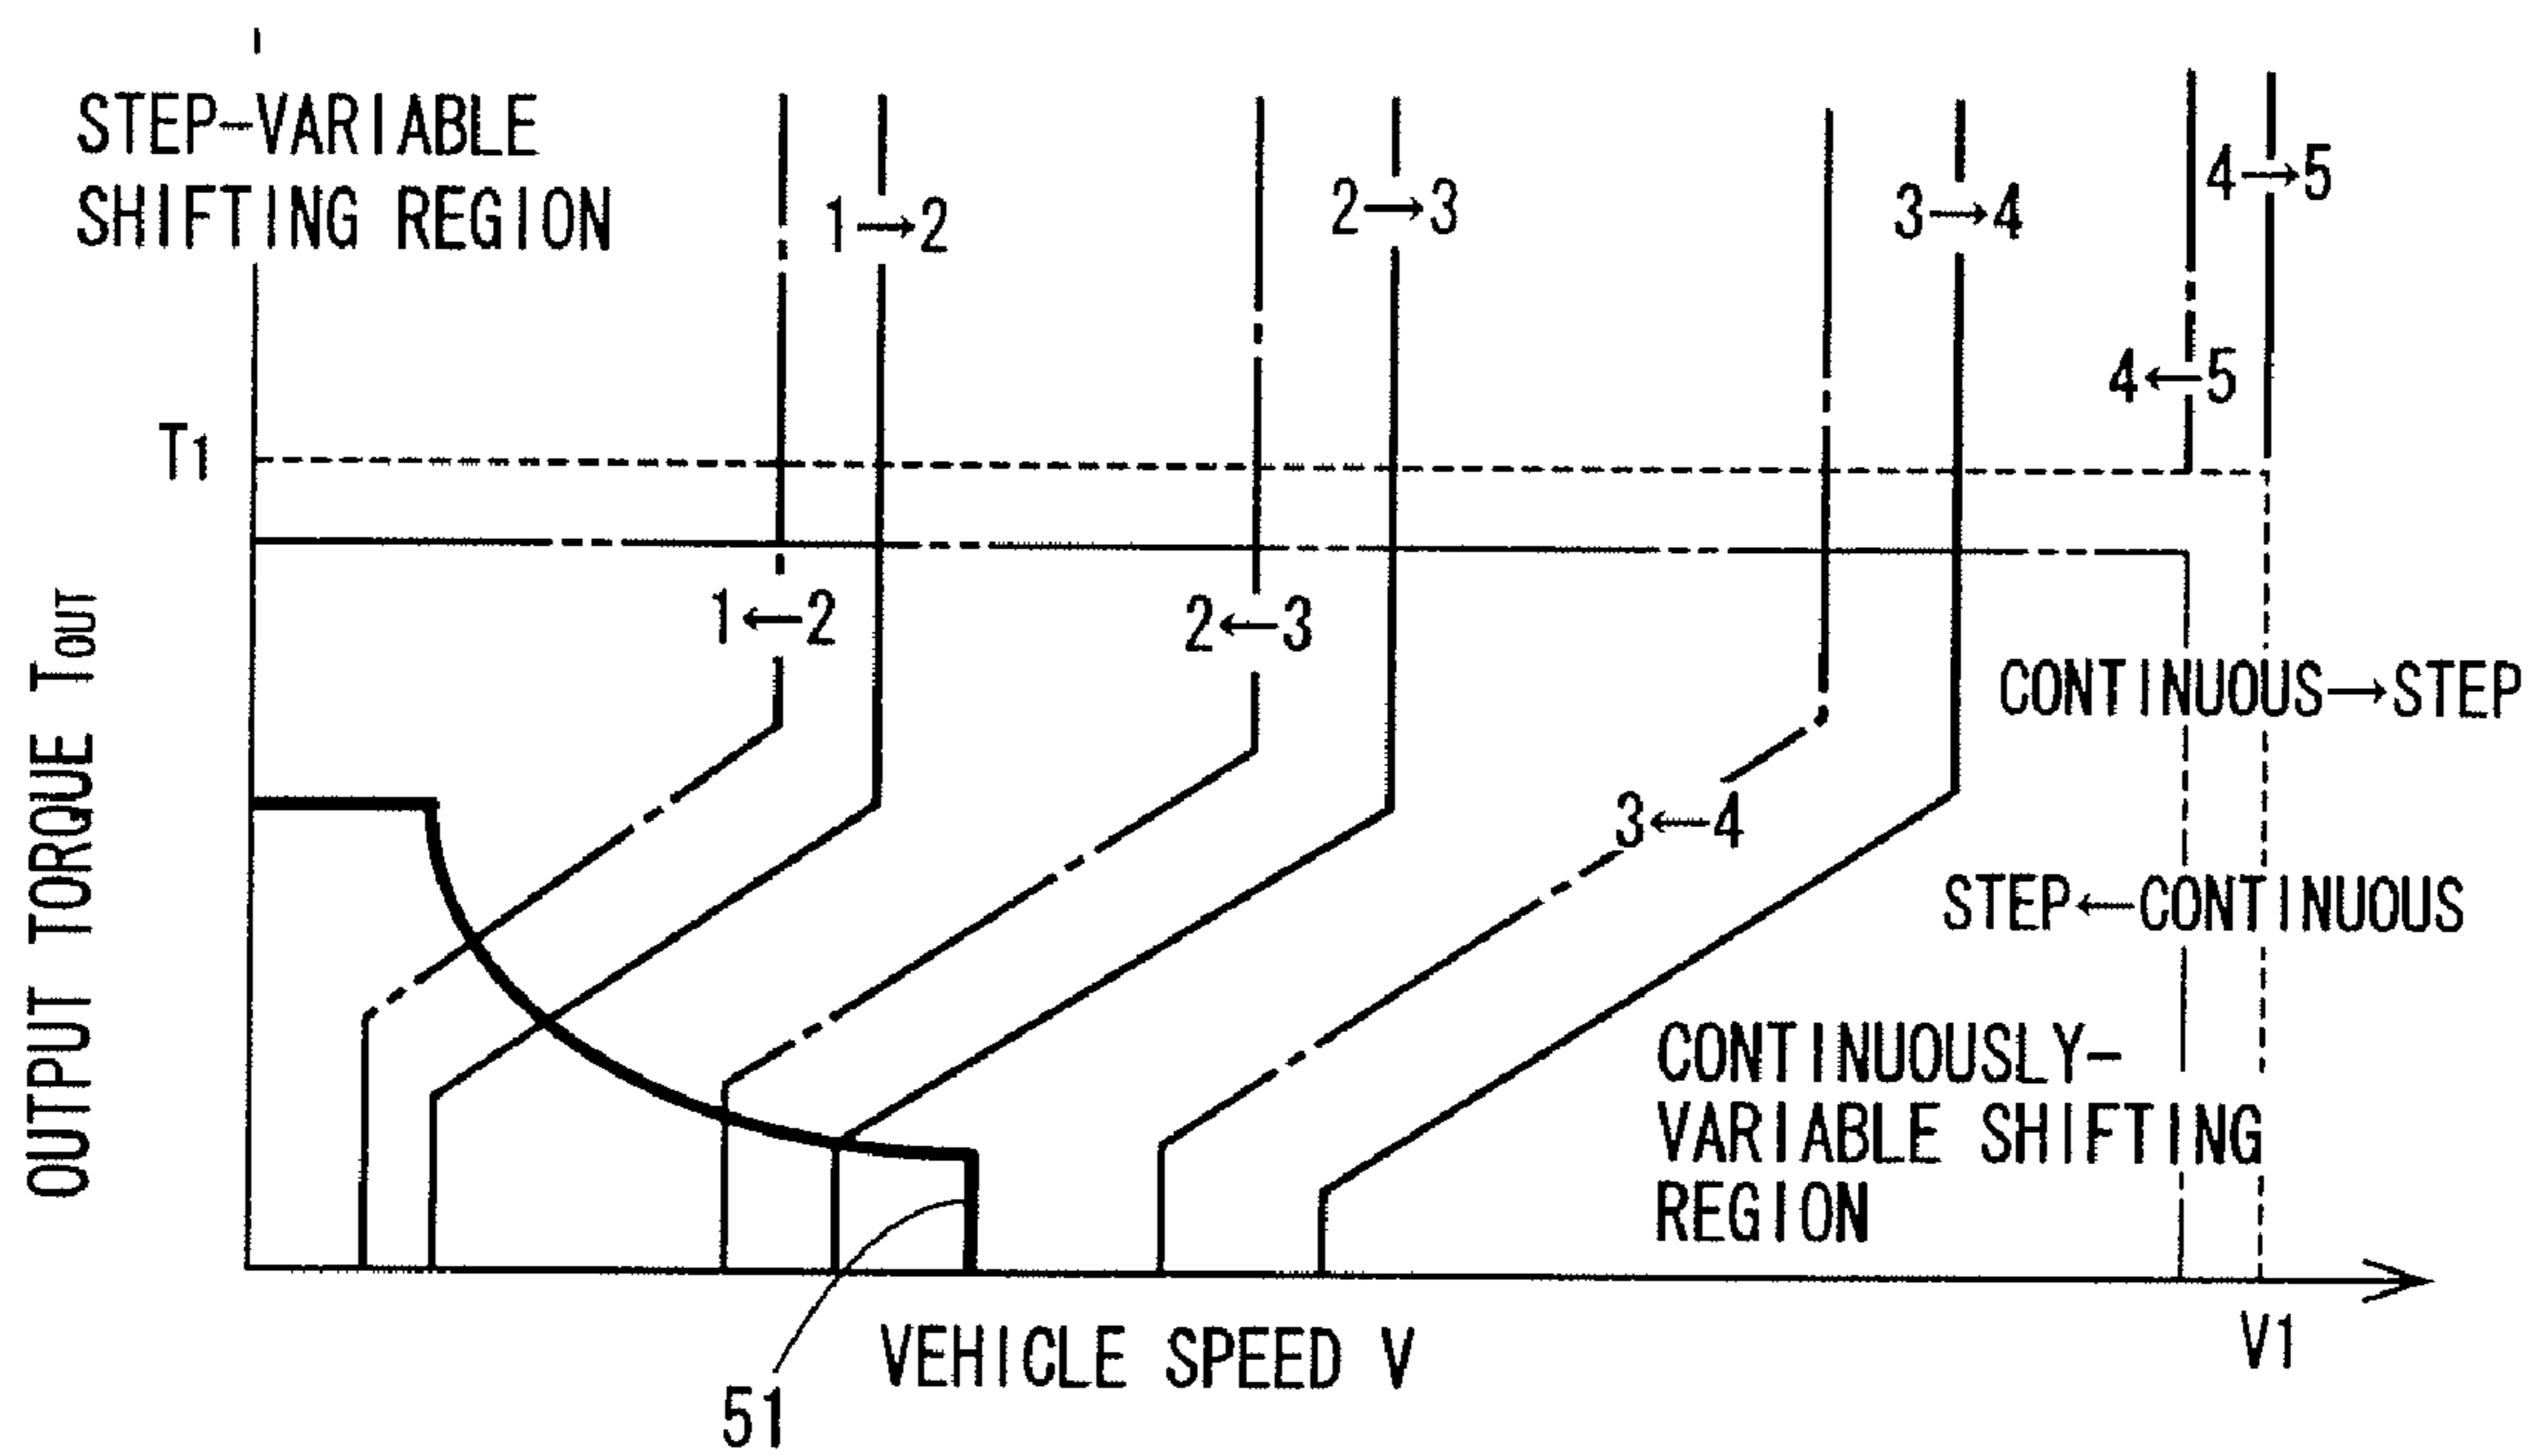 STEP-VARIABLE
SHIFTING REGION
1→2
2→3
3→4
4→5
4←5
T1
1←2
2←3
CONTINUOUS→STEP
3←4
STEP←CONTINUOUS
OUTPUT TORQUE TOUT
CONTINUOUSLY-
VARIABLE SHIFTING
REGION
VEHICLE SPEED V
V1
51